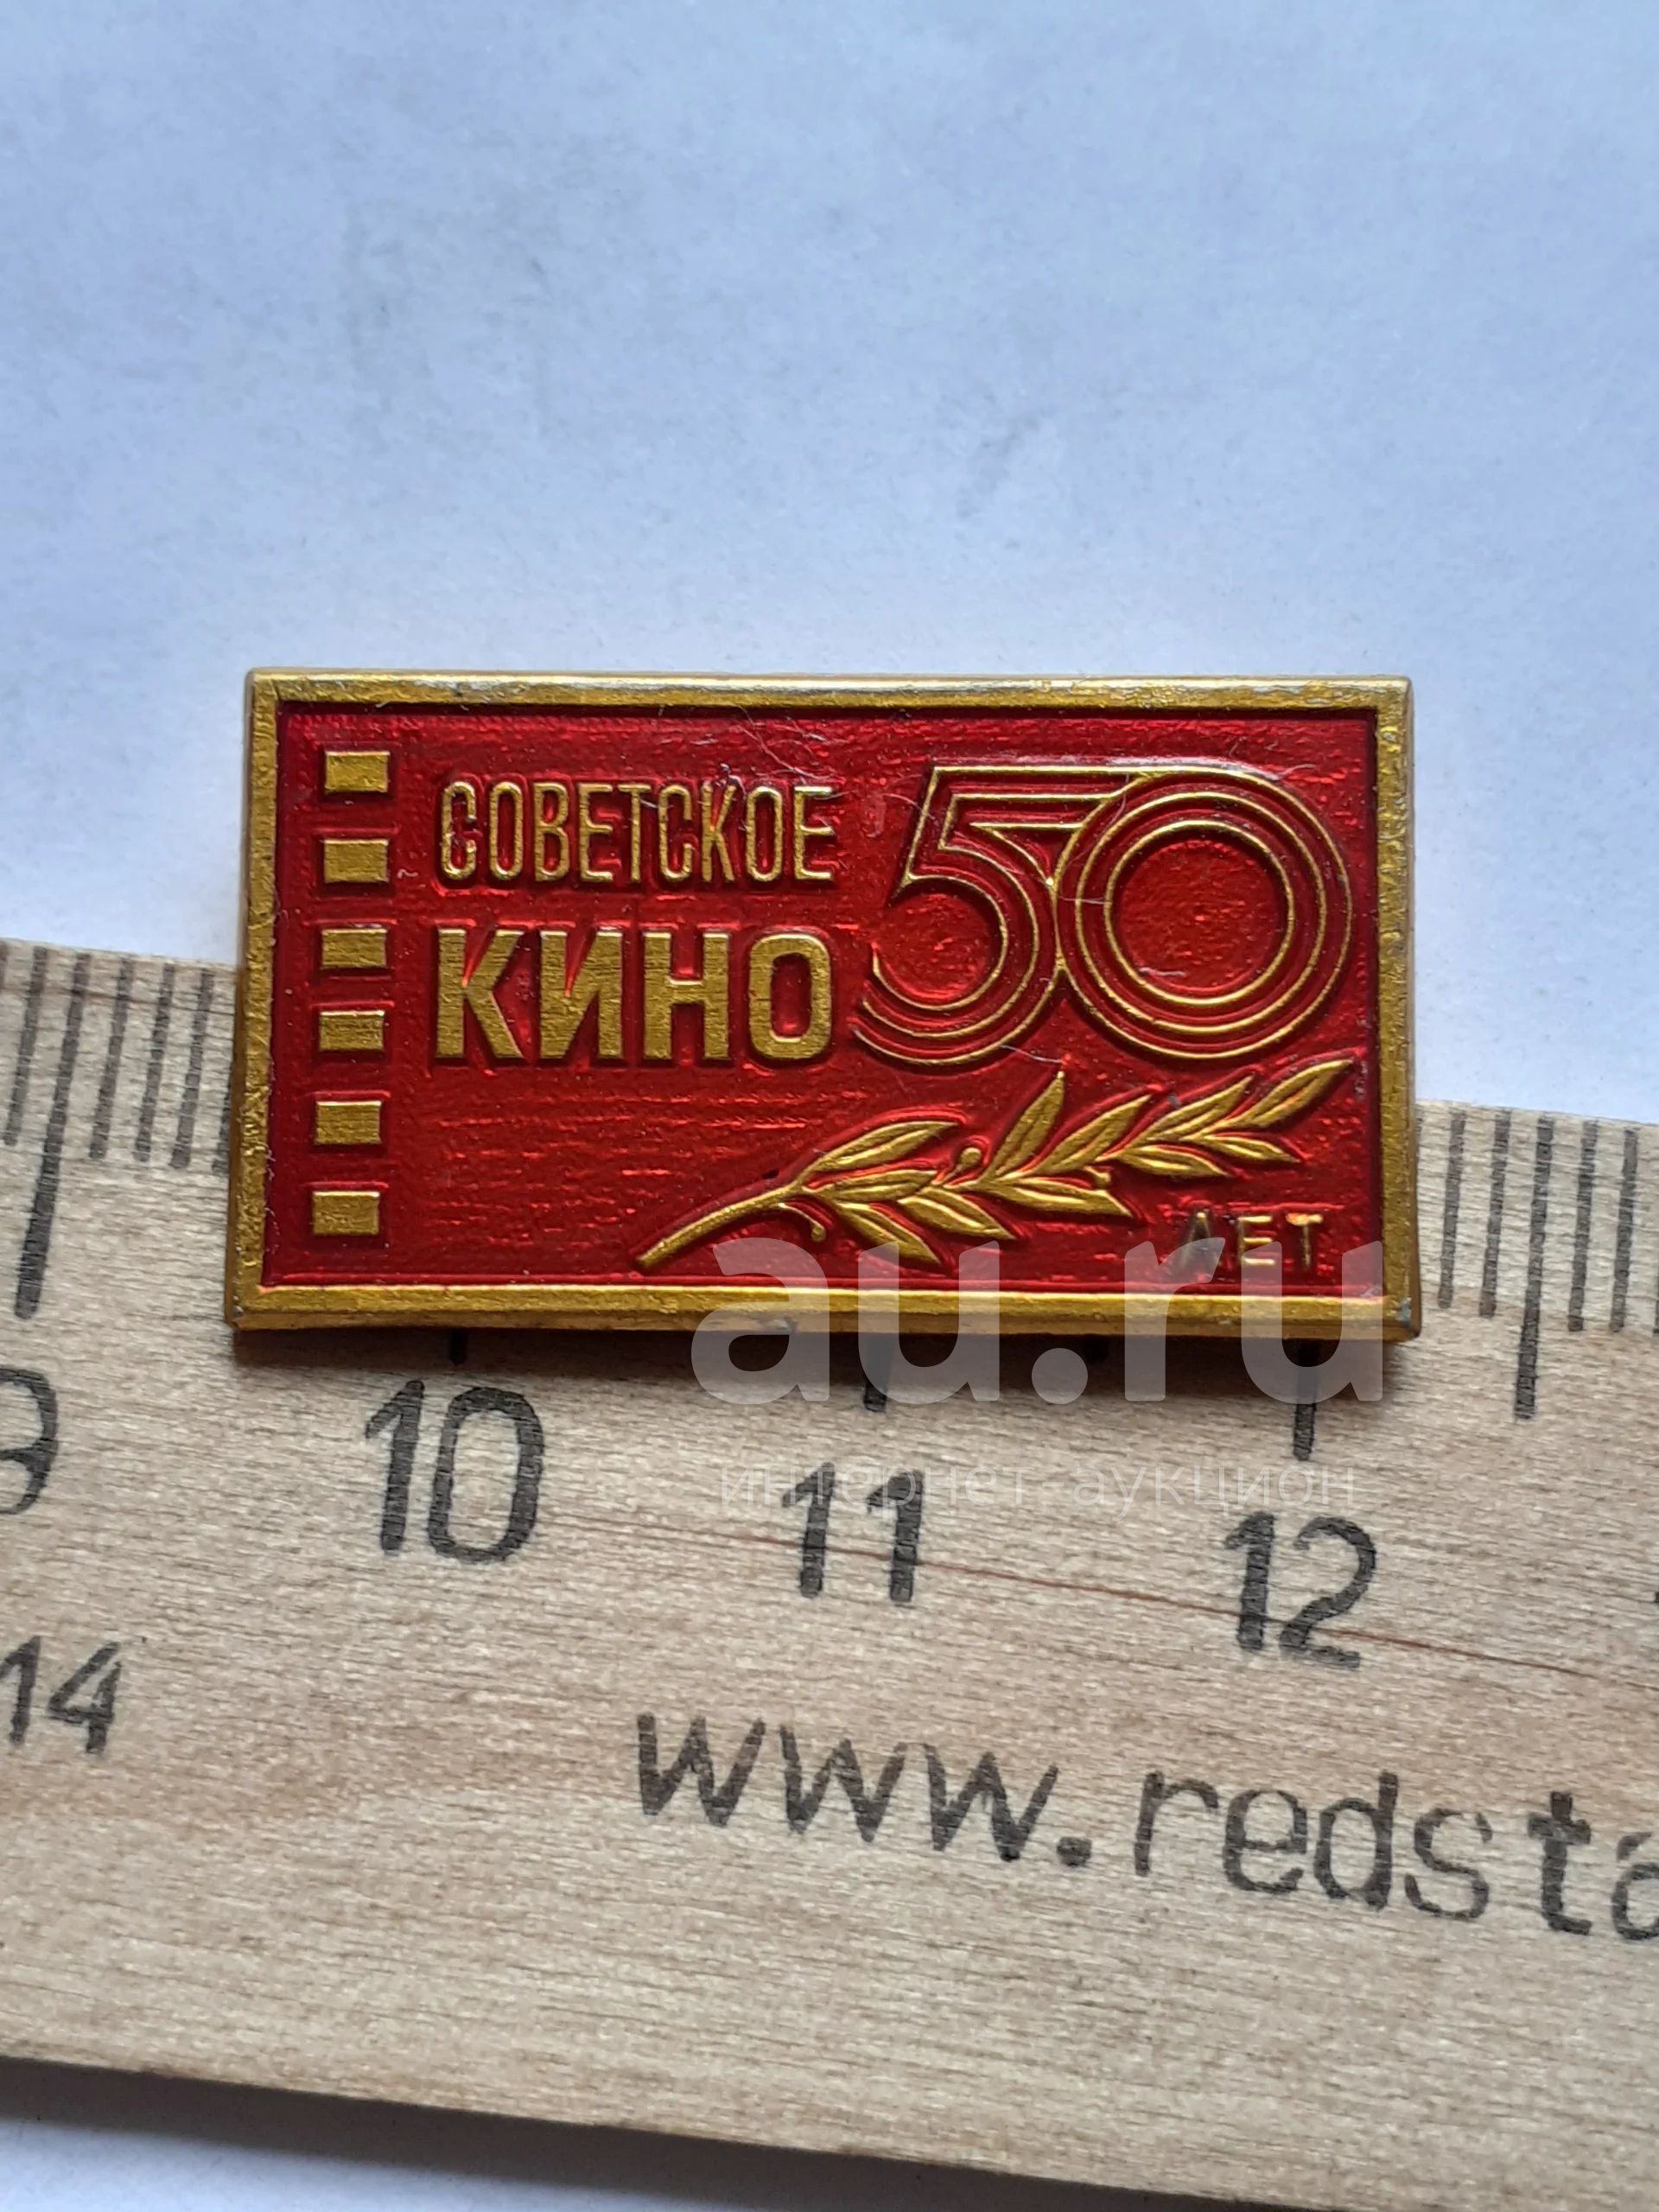 СОВЕТСКОЕ 50
КИНО
ЛЕТ
au.ru
интернет-аукцион
9 10 11 12
14
www.redsta